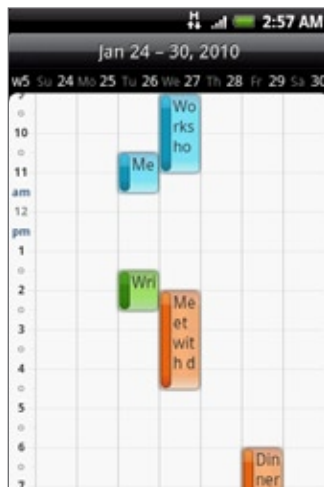 H 2:57 AM
Jan 24 – 30, 2010
w5 Su 24 Mo 25 Tu 26 We 27 Th 28 Fr 29 Sa 30
9
Wo
rks
ho
10
Me
11
am
12
pm
1
Wri
2
Me
et
wit
h d
3
4
5
6
Din
ner
7